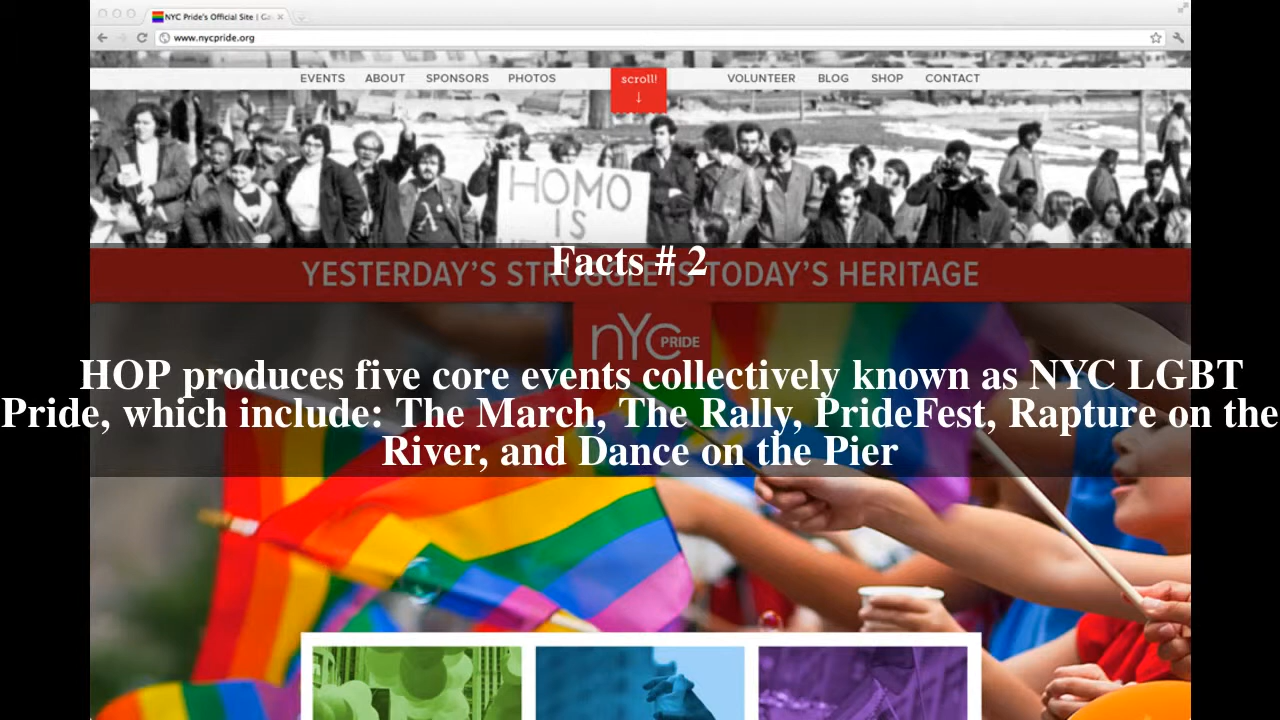 NYC Pride's Official Site | Ga
www.nycpride.org
EVENTS ABOUT SPONSORS PHOTOS scroll! VOLUNTEER BLOG SHOP CONTACT
↓
HOMO
IS
Facts # 2
YESTERDAY'S STRUGGLE IS TODAY'S HERITAGE
nYC PRIDE
HOP produces five core events collectively known as NYC LGBT
Pride, which include: The March, The Rally, PrideFest, Rapture on the
River, and Dance on the Pier